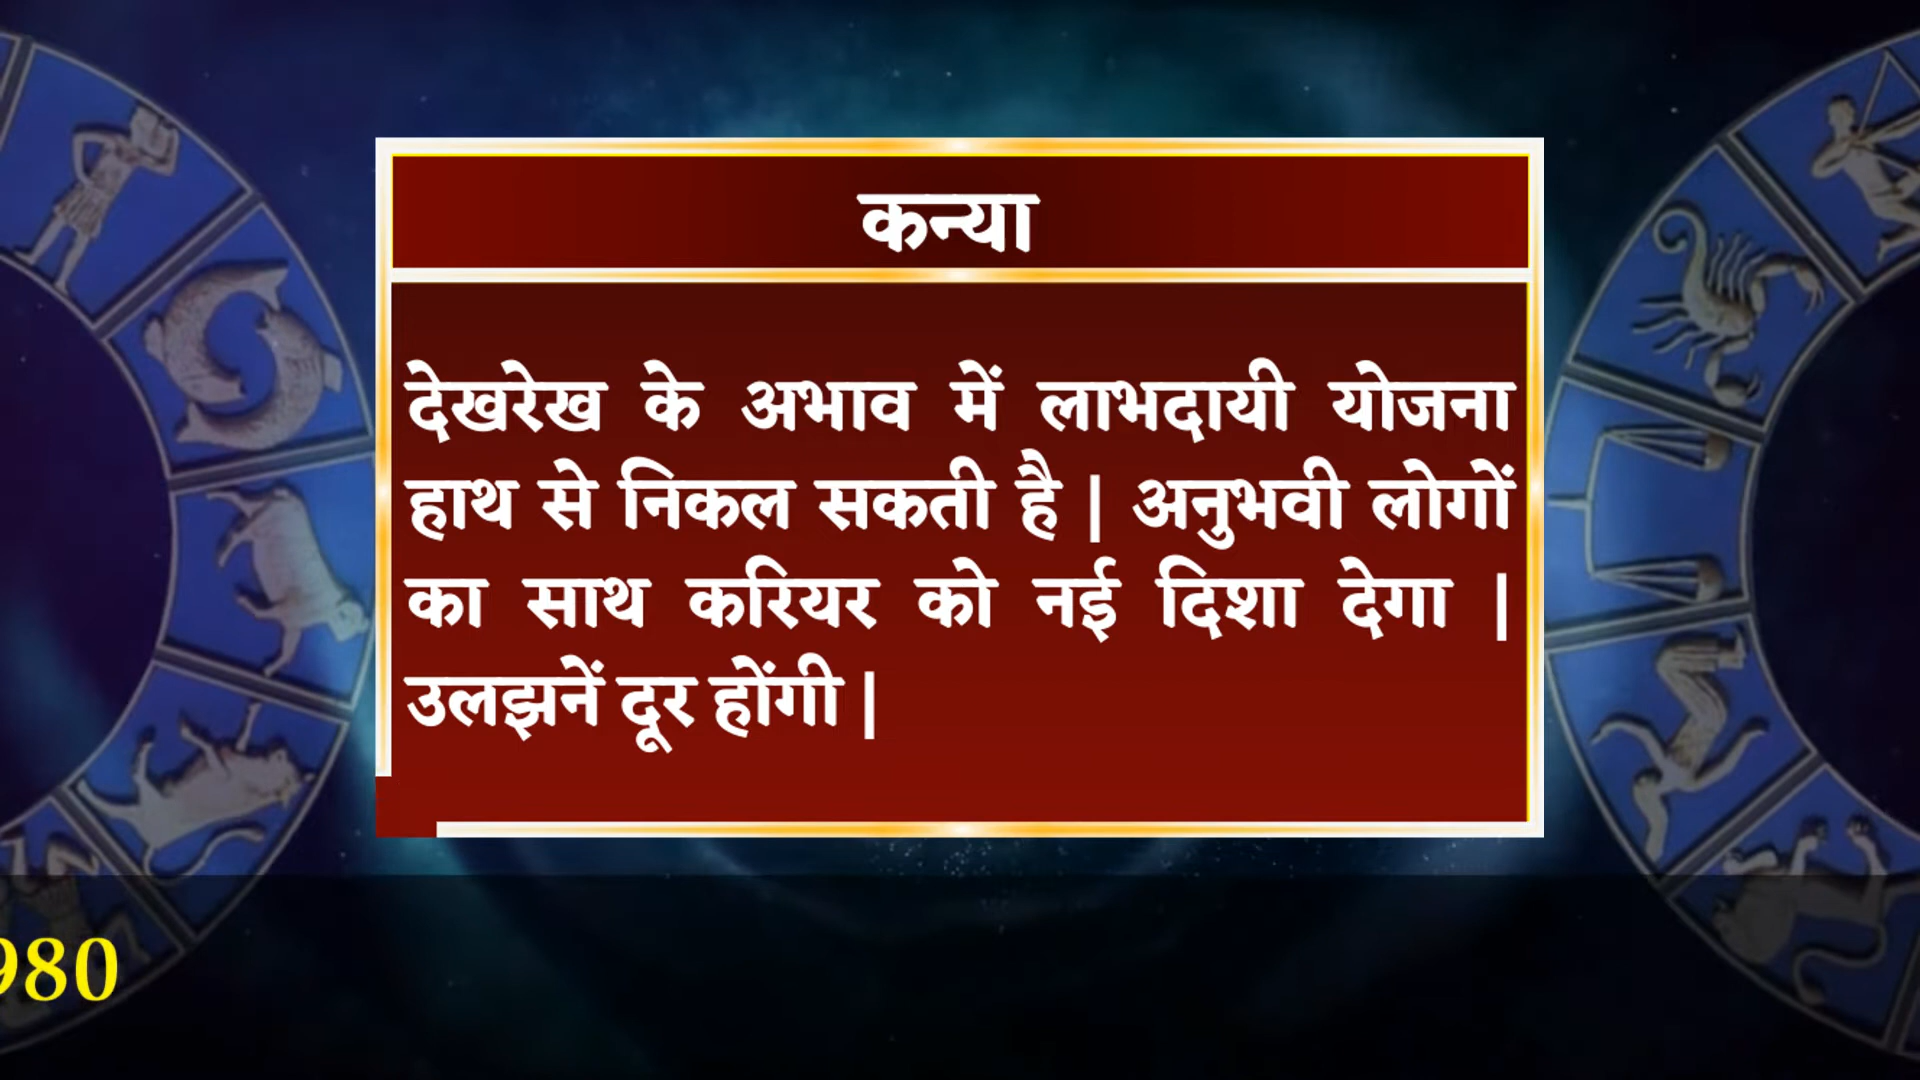 कन्या
देखरेख के अभाव में लाभदायी योजना
हाथ से निकल सकती है | अनुभवी लोगों
का साथ करियर को नई दिशा देगा |
उलझनें दूर होंगी |
980